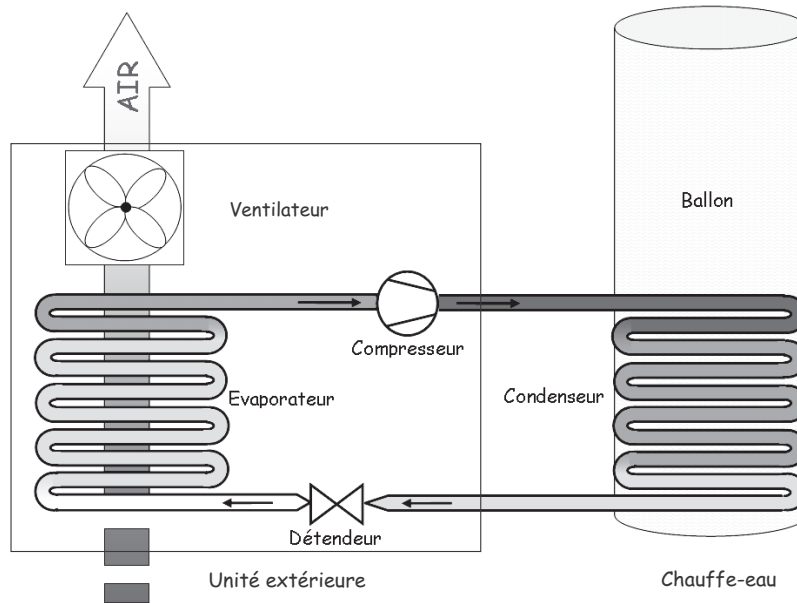 AIR
Ventilateur
Ballon
Compresseur
Evaporateur
Condenseur
Détendeur
Unité extérieure
Chauffe-eau